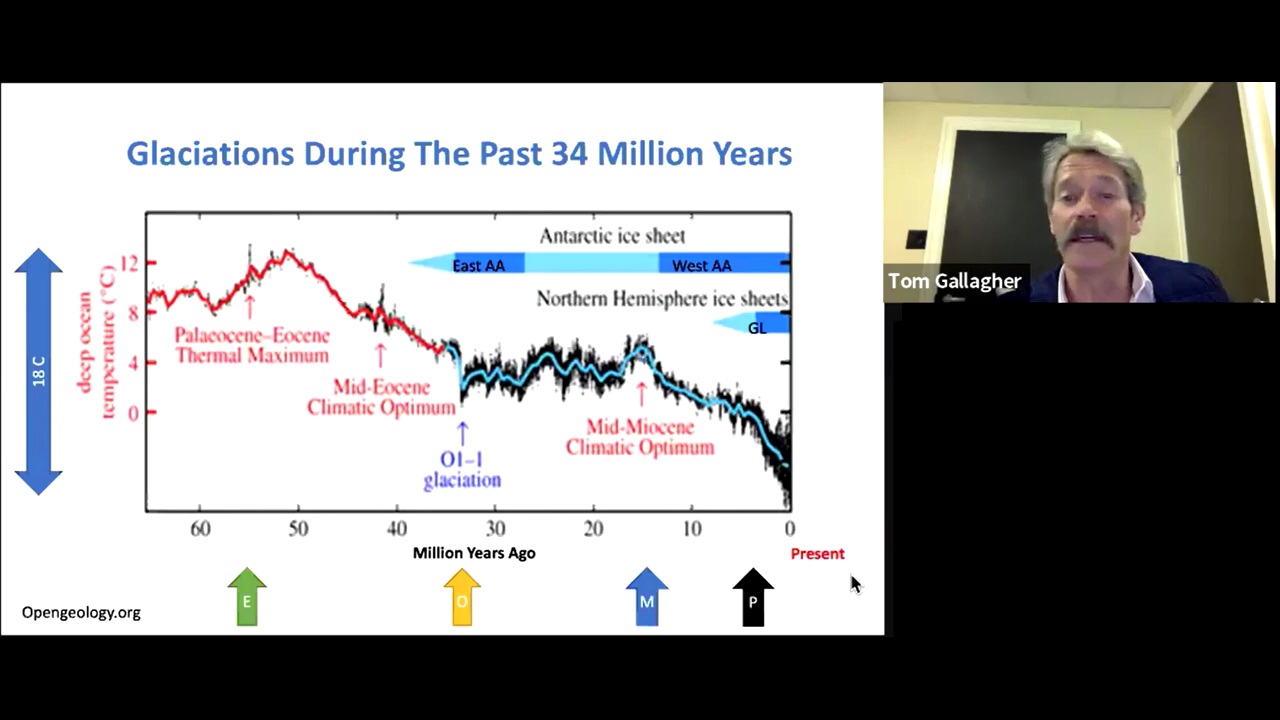 Glaciations During The Past 34 Million Years
Antarctic ice sheet
East AA
West AA
Northern Hemisphere ice sheets
GL
12
8
4
0
deep ocean
temperature (°C)
18 C
Palaeocene–Eocene
Thermal Maximum
Mid-Eocene
Climatic Optimum
O1–1
glaciation
Mid-Miocene
Climatic Optimum
60
50
40
30
20
10
0
Million Years Ago
Present
E
O
M
P
Opengeology.org
Tom Gallagher